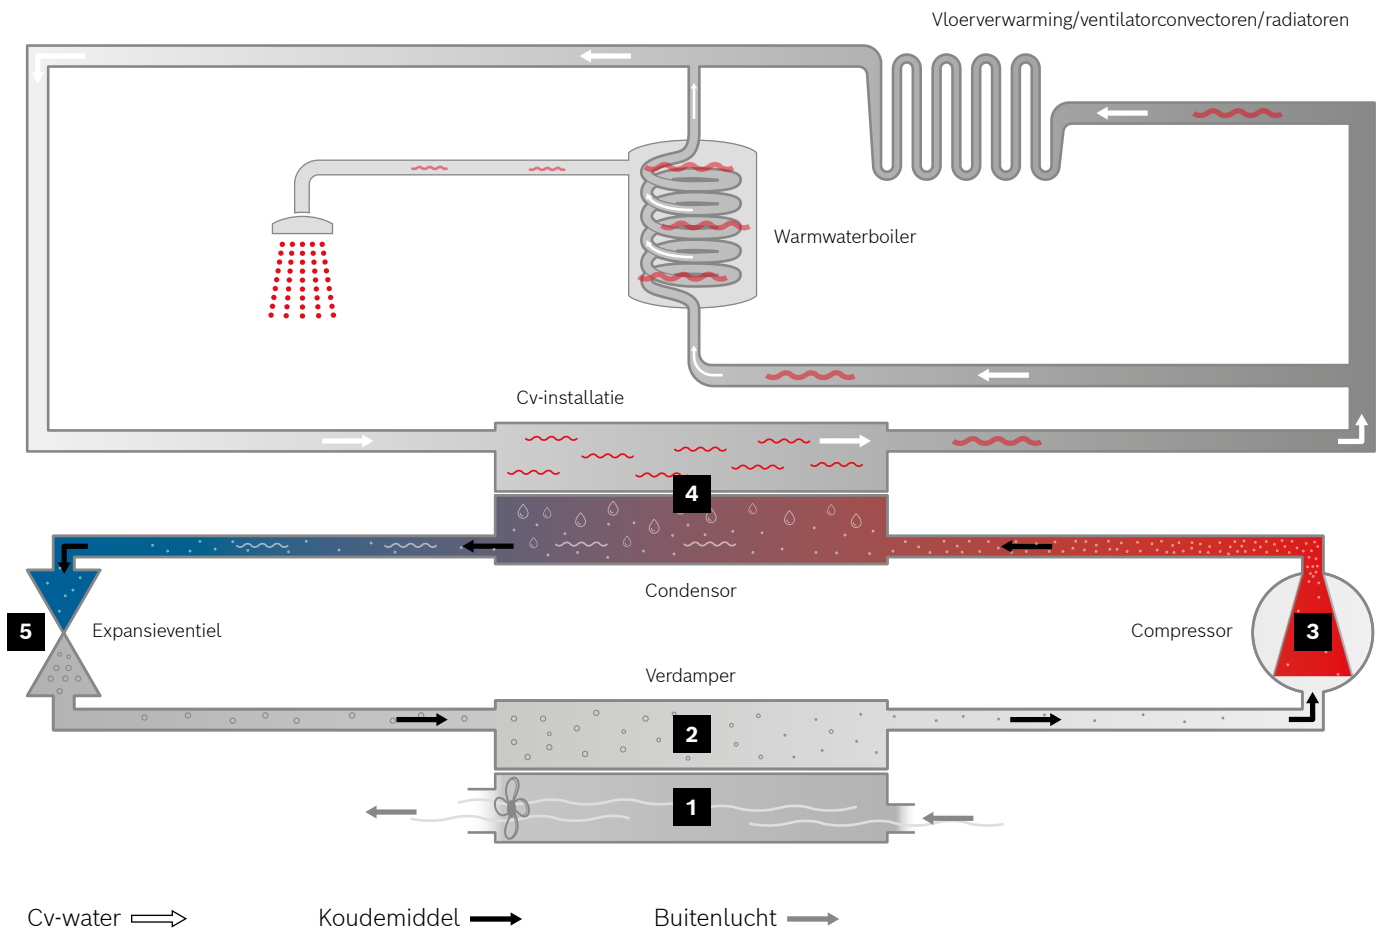 Vloerverwarming/ventilatorconvectoren/radiatoren
Warmwaterboiler
Cv-installatie
4
Condensor
5
Expansieventiel
Compressor
3
Verdamper
2
1
Cv-water
Koudemiddel
Buitenlucht